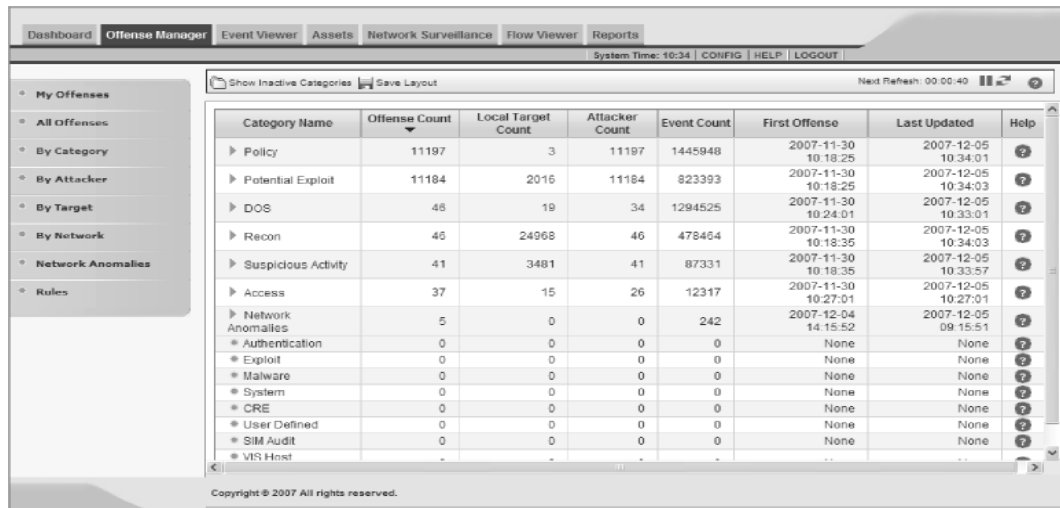 Dashboard Offense Manager Event Viewer Assets Network Surveillance Flow Viewer Reports
System Time: 10:34 | CONFIG | HELP | LOGOUT
My Offenses
All Offenses
By Category
By Attacker
By Target
By Network
Network Anomalies
Rules
Show Inactive Categories Save Layout Next Refresh: 00:00:40
Category Name Offense Count Local Target Count Attacker Count Event Count First Offense Last Updated Help
Policy 11197 3 11197 1445948 2007-11-30 10:18:25 2007-12-05 10:34:01
Potential Exploit 11184 2016 11184 823393 2007-11-30 10:18:25 2007-12-05 10:34:03
DOS 46 19 34 1294525 2007-11-30 10:24:01 2007-12-05 10:33:01
Recon 46 24968 46 478464 2007-11-30 10:18:35 2007-12-05 10:34:03
Suspicious Activity 41 3481 41 87331 2007-11-30 10:18:35 2007-12-05 10:33:57
Access 37 15 26 12317 2007-11-30 10:27:01 2007-12-05 10:27:01
Network Anomalies 5 0 0 242 2007-12-04 14:15:52 2007-12-05 09:15:51
Authentication 0 0 0 0 None None
Exploit 0 0 0 0 None None
Malware 0 0 0 0 None None
System 0 0 0 0 None None
CRE 0 0 0 0 None None
User Defined 0 0 0 0 None None
SIM Audit 0 0 0 0 None None
VIS Host
Copyright © 2007 All rights reserved.